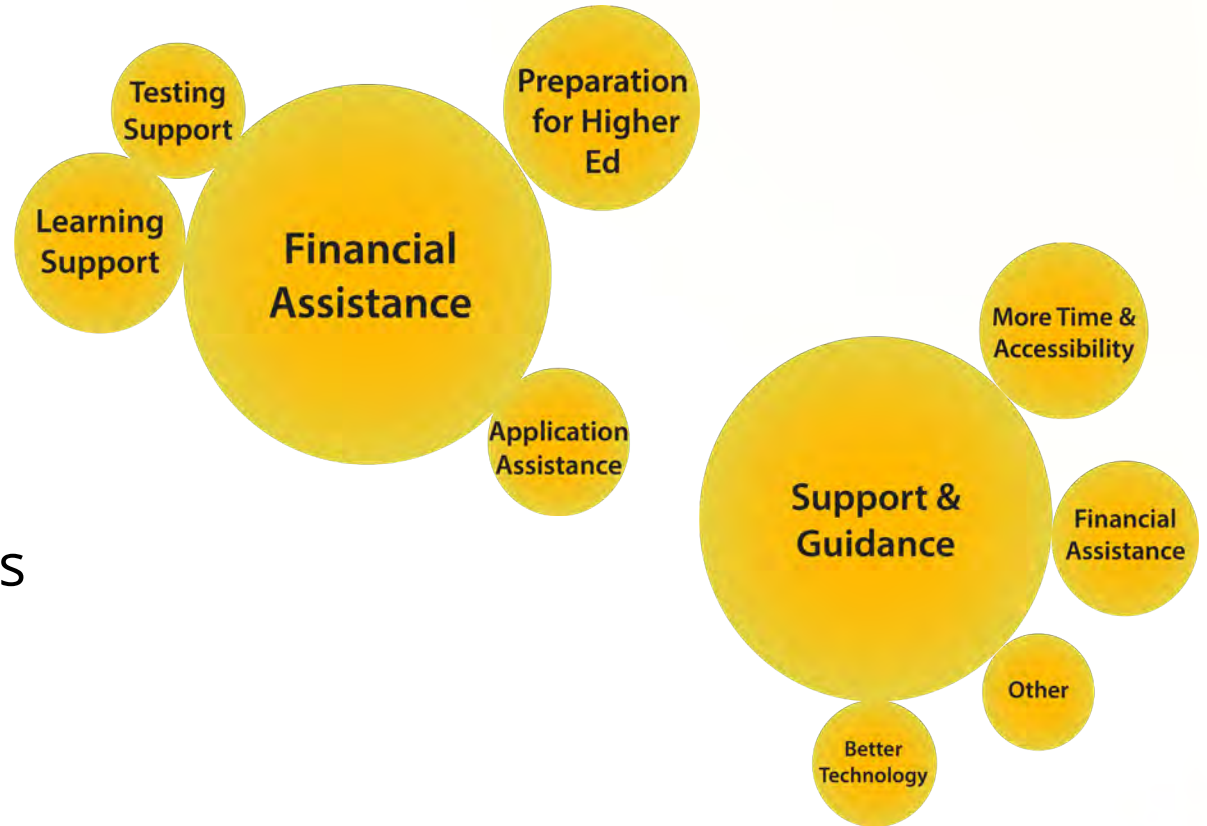 Testing
Support
Preparation
for Higher
Ed
Learning
Support
Financial
Assistance
Application
Assistance
s
More Time &
Accessibility
Support &
Guidance
Financial
Assistance
Other
Better
Technology